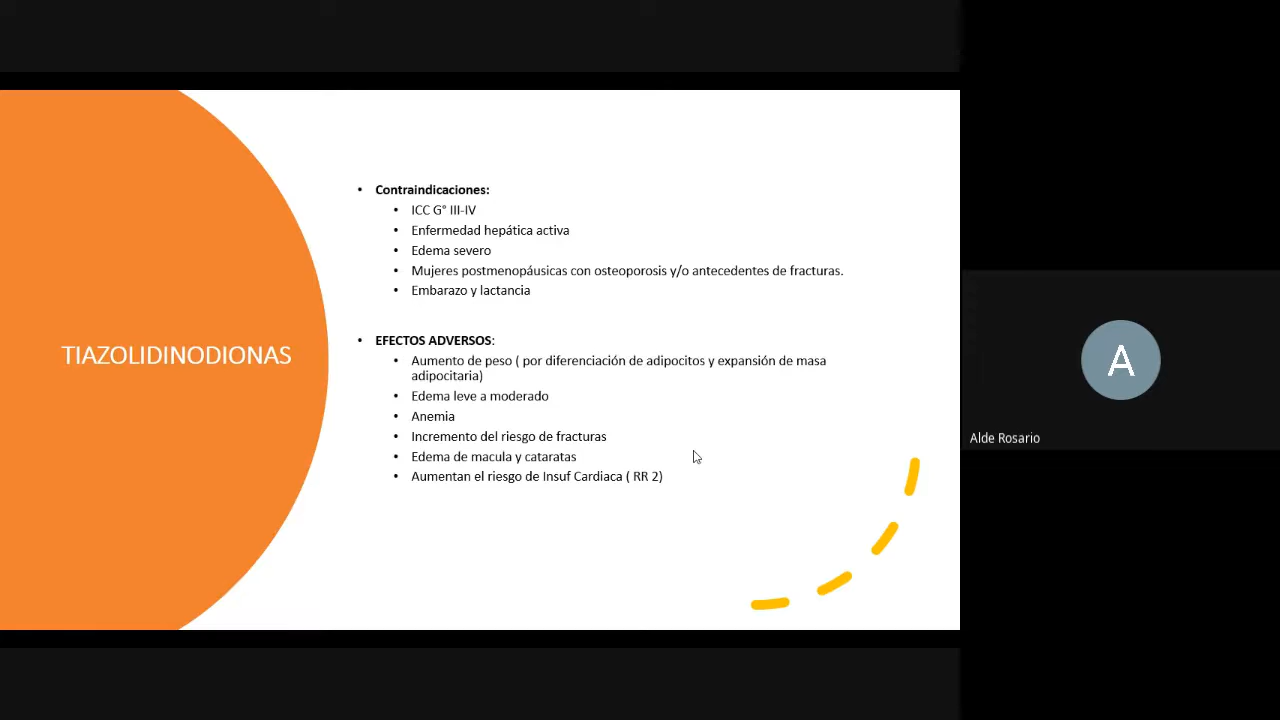 TIAZOLIDINODIONAS
• Contraindicaciones:
• ICC G° III-IV
• Enfermedad hepática activa
• Edema severo
• Mujeres postmenopáusicas con osteoporosis y/o antecedentes de fracturas.
• Embarazo y lactancia
• EFECTOS ADVERSOS:
• Aumento de peso ( por diferenciación de adipocitos y expansión de masa
adipocitaria)
• Edema leve a moderado
• Anemia
• Incremento del riesgo de fracturas
• Edema de macula y cataratas
• Aumentan el riesgo de Insuf Cardiaca ( RR 2)
A
Alde Rosario